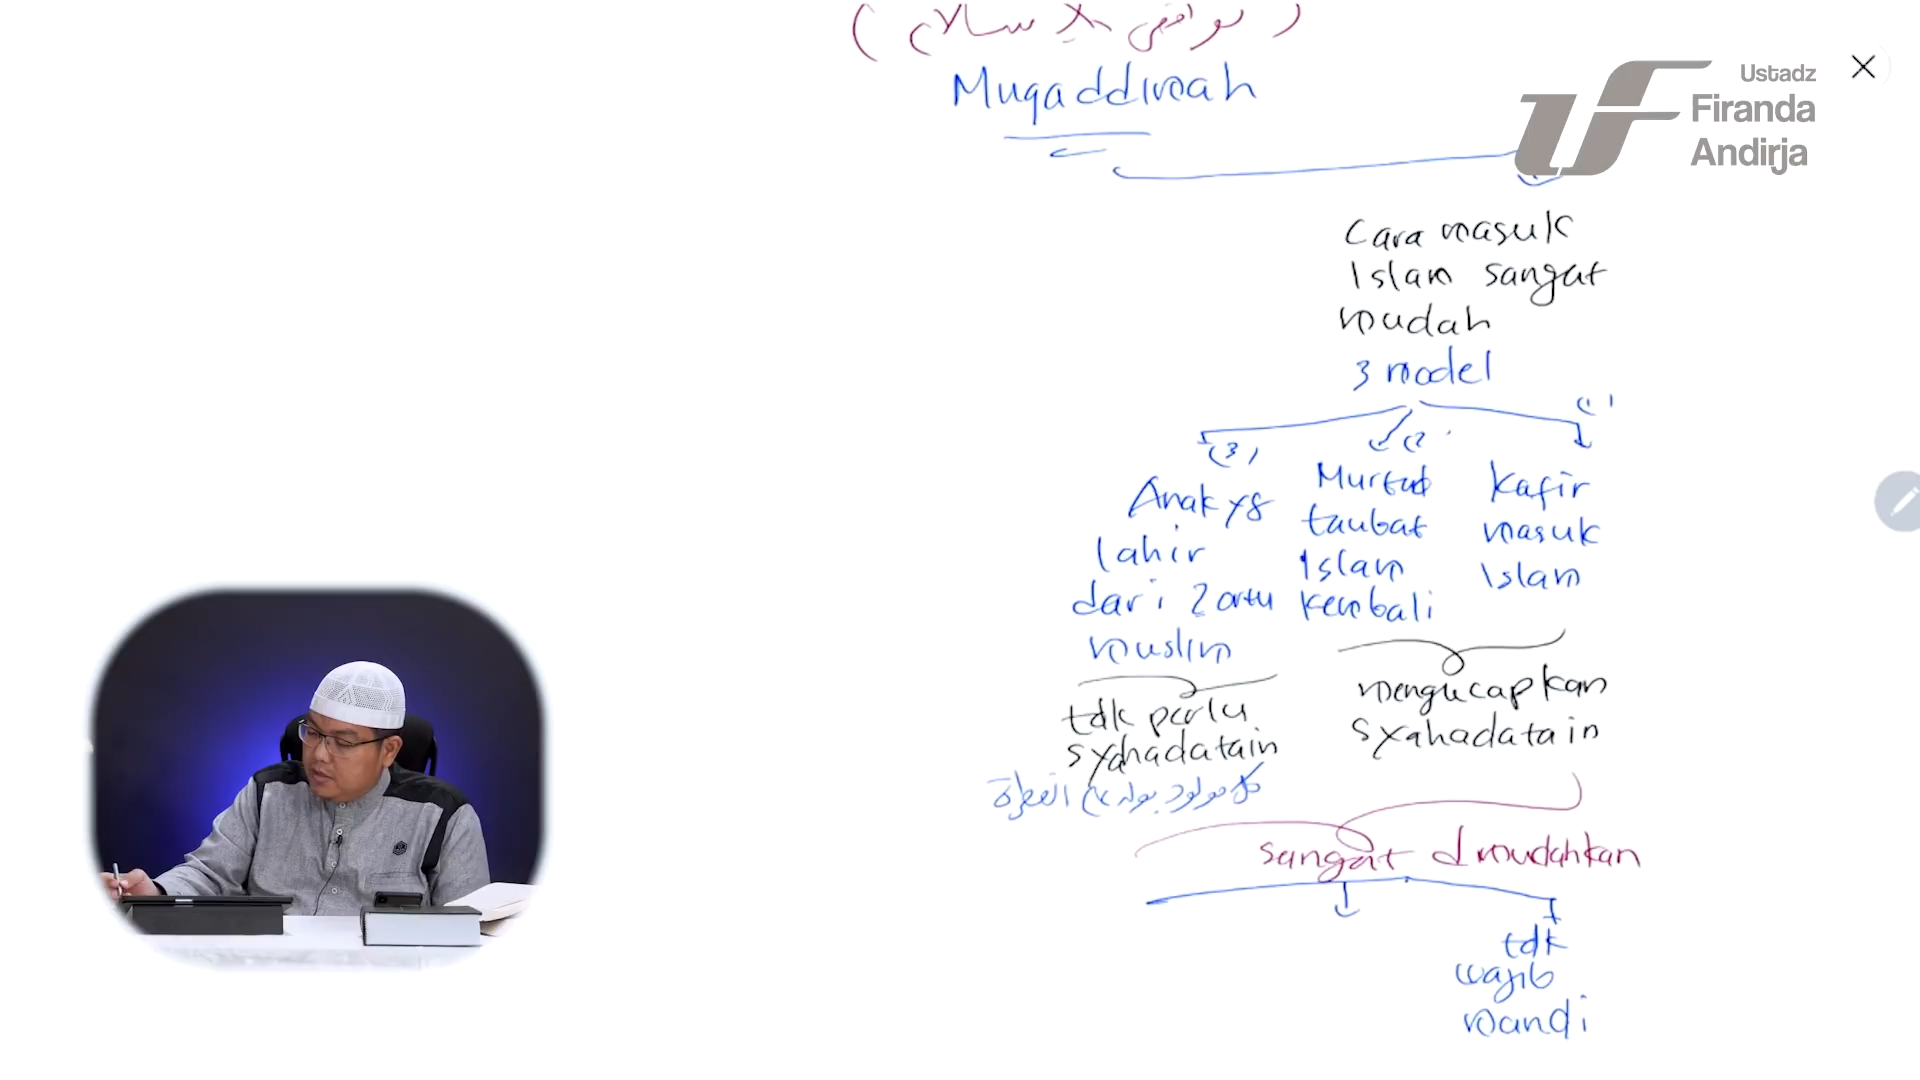 ( نواقض الإسلام )
Muqaddimah
Ustadz
Firanda
Andirja
Cara masuk
Islam sangat
mudah
3 model
(1)
Kafir
masuk
Islam
(2
Murtad
taubat
Islam
kembali
(3)
Anak yg
lahir
dari 2 ortu
muslim
mengucapkan
syahadatain
tdk perlu
syahadatain
كل مولود يولد على الفطرة
sangat dimudahkan
tdk
wajib
mandi